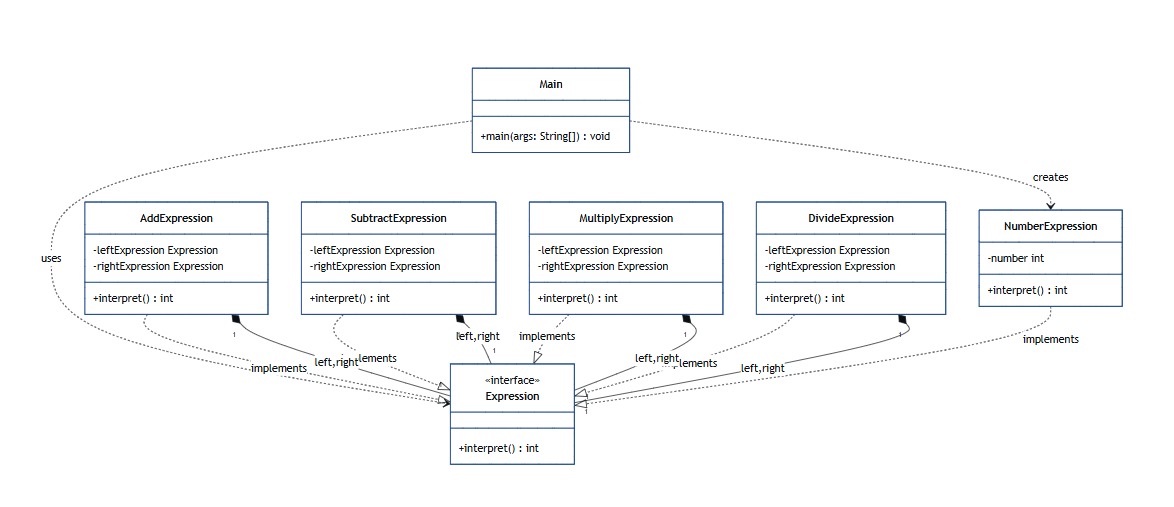 Main
+main(args: String[]) : void
creates
AddExpression
-leftExpression Expression
-rightExpression Expression
+interpret() : int
SubtractExpression
-leftExpression Expression
-rightExpression Expression
+interpret() : int
MultiplyExpression
-leftExpression Expression
-rightExpression Expression
+interpret() : int
DivideExpression
-leftExpression Expression
-rightExpression Expression
+interpret() : int
NumberExpression
-number int
+interpret() : int
uses
1
left,right
1
implements
1
1
implements
implements
left,right
lements
left,right
lements
left,right
1
«interface»
Expression
+interpret() : int